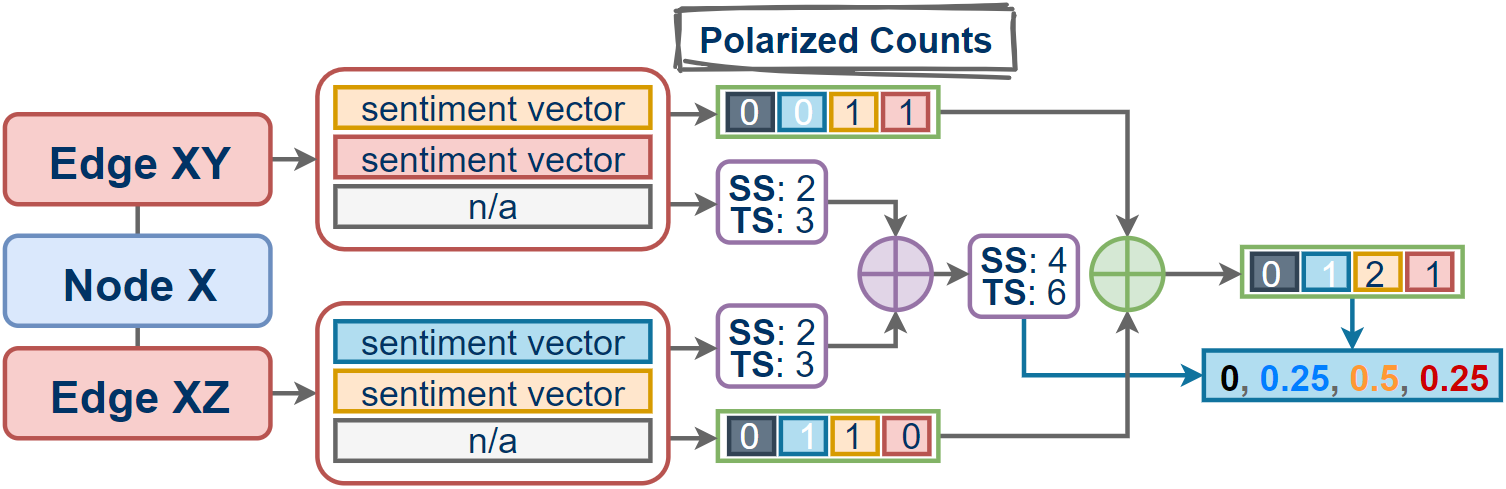 Polarized Counts
Edge XY
sentiment vector
sentiment vector
n/a
0 0 1 1
SS: 2
TS: 3
Node X
SS: 4
TS: 6
0 1 2 1
Edge XZ
sentiment vector
sentiment vector
n/a
SS: 2
TS: 3
0 1 1 0
0, 0.25, 0.5, 0.25